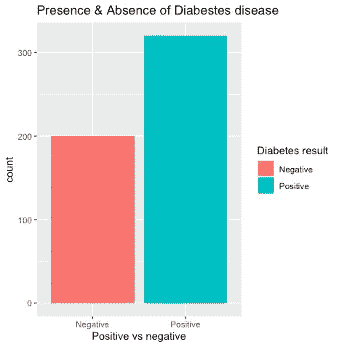 Presence & Absence of Diabestes disease
300
200
100
0
count
Negative
Positive
Positive vs negative
Diabetes result
Negative
Positive